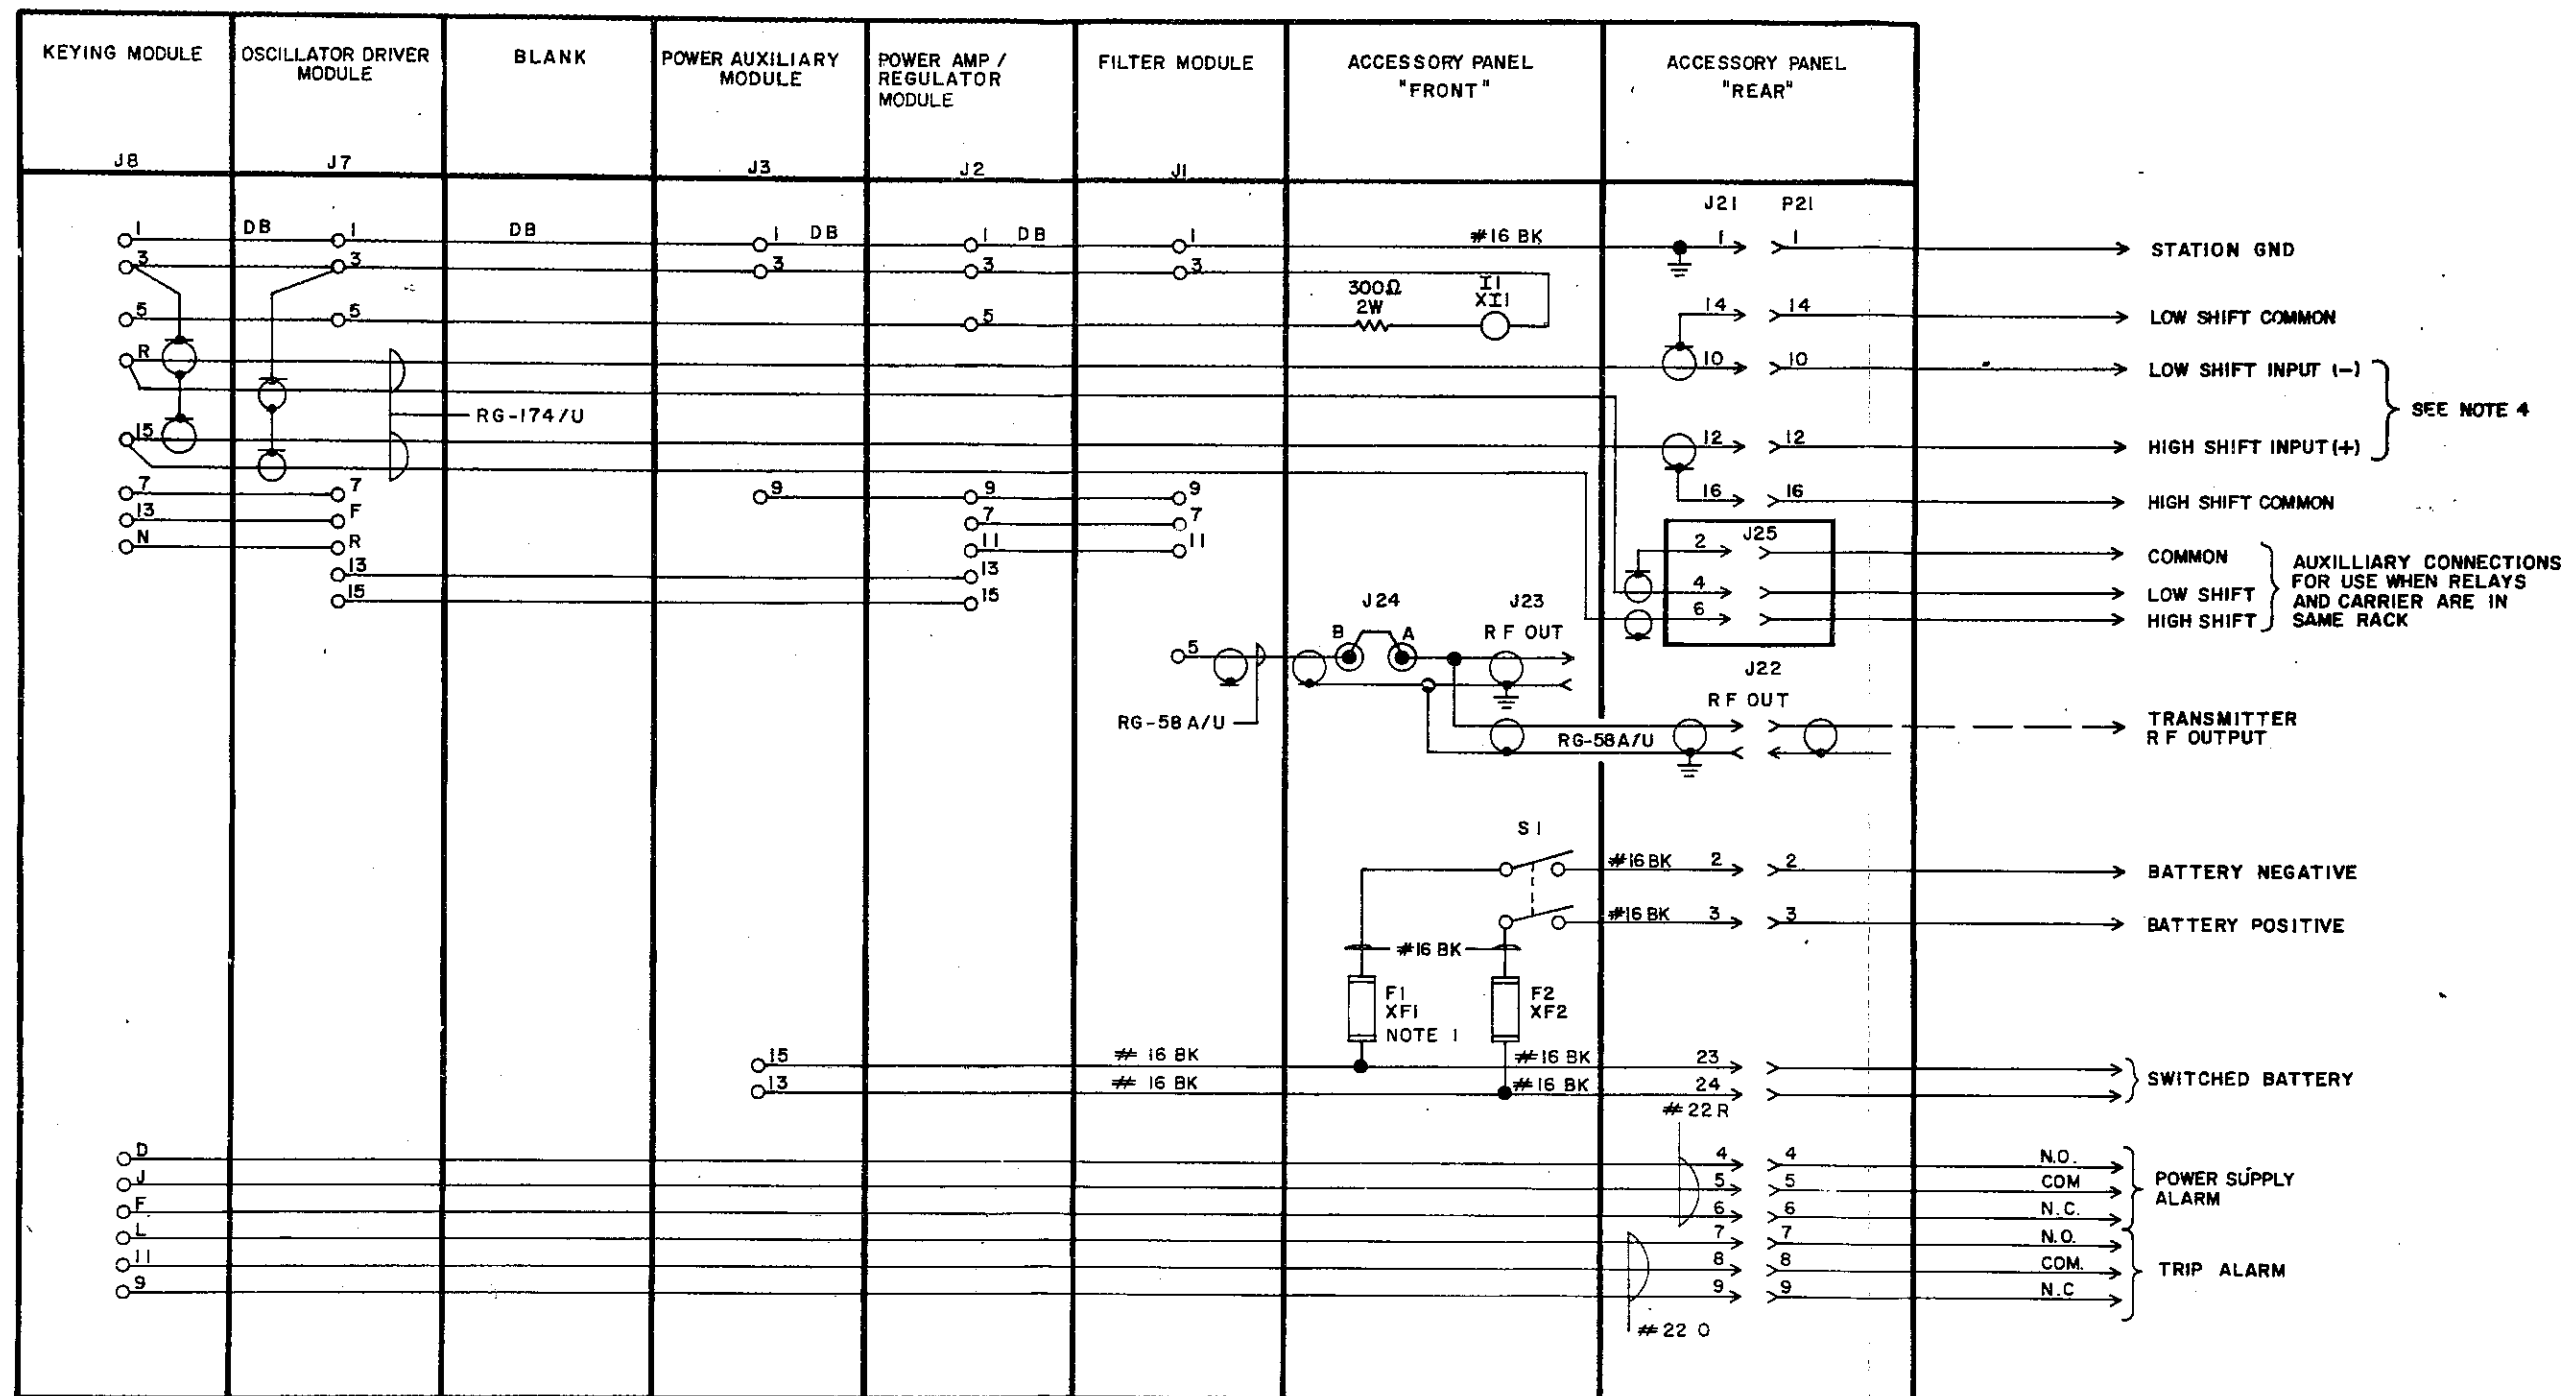 KEYING MODULE
J8
OSCILLATOR DRIVER
MODULE
J7
BLANK
POWER AUXILIARY
MODULE
J3
POWER AMP /
REGULATOR
MODULE
J2
FILTER MODULE
J1
ACCESSORY PANEL
"FRONT"
ACCESSORY PANEL
"REAR"
J21 P21
1 DB 1 DB 1 DB 1 DB 1 #16 BK 1 1 STATION GND
3 3 3 3 3
300Ω
2W
I1
XI1
5 5 5
14 14 LOW SHIFT COMMON
R 10 10 LOW SHIFT INPUT (-)
RG-174/U
SEE NOTE 4
15 12 12 HIGH SHIFT INPUT (+)
7 7 9 9 9 16 16 HIGH SHIFT COMMON
13 F 7 7
N R 11 11
J25
2 COMMON
13 13
15 15
4 LOW SHIFT
6 HIGH SHIFT
AUXILLIARY CONNECTIONS
FOR USE WHEN RELAYS
AND CARRIER ARE IN
SAME RACK
J24 J23
B A RF OUT
5
RG-58 A/U
J22
RF OUT
RG-58A/U
TRANSMITTER
RF OUTPUT
S1
#16 BK 2 2 BATTERY NEGATIVE
#16 BK 3 3 BATTERY POSITIVE
#16 BK
F1
XF1
NOTE 1
F2
XF2
15 # 16 BK #16 BK 23
13 # 16 BK #16 BK 24
SWITCHED BATTERY
#22 R
D 4 4 N.O.
J 5 5 COM
F 6 6 N.C.
POWER SUPPLY
ALARM
L 7 7 N.O.
11 8 8 COM.
9 9 9 N.C
TRIP ALARM
#22 O